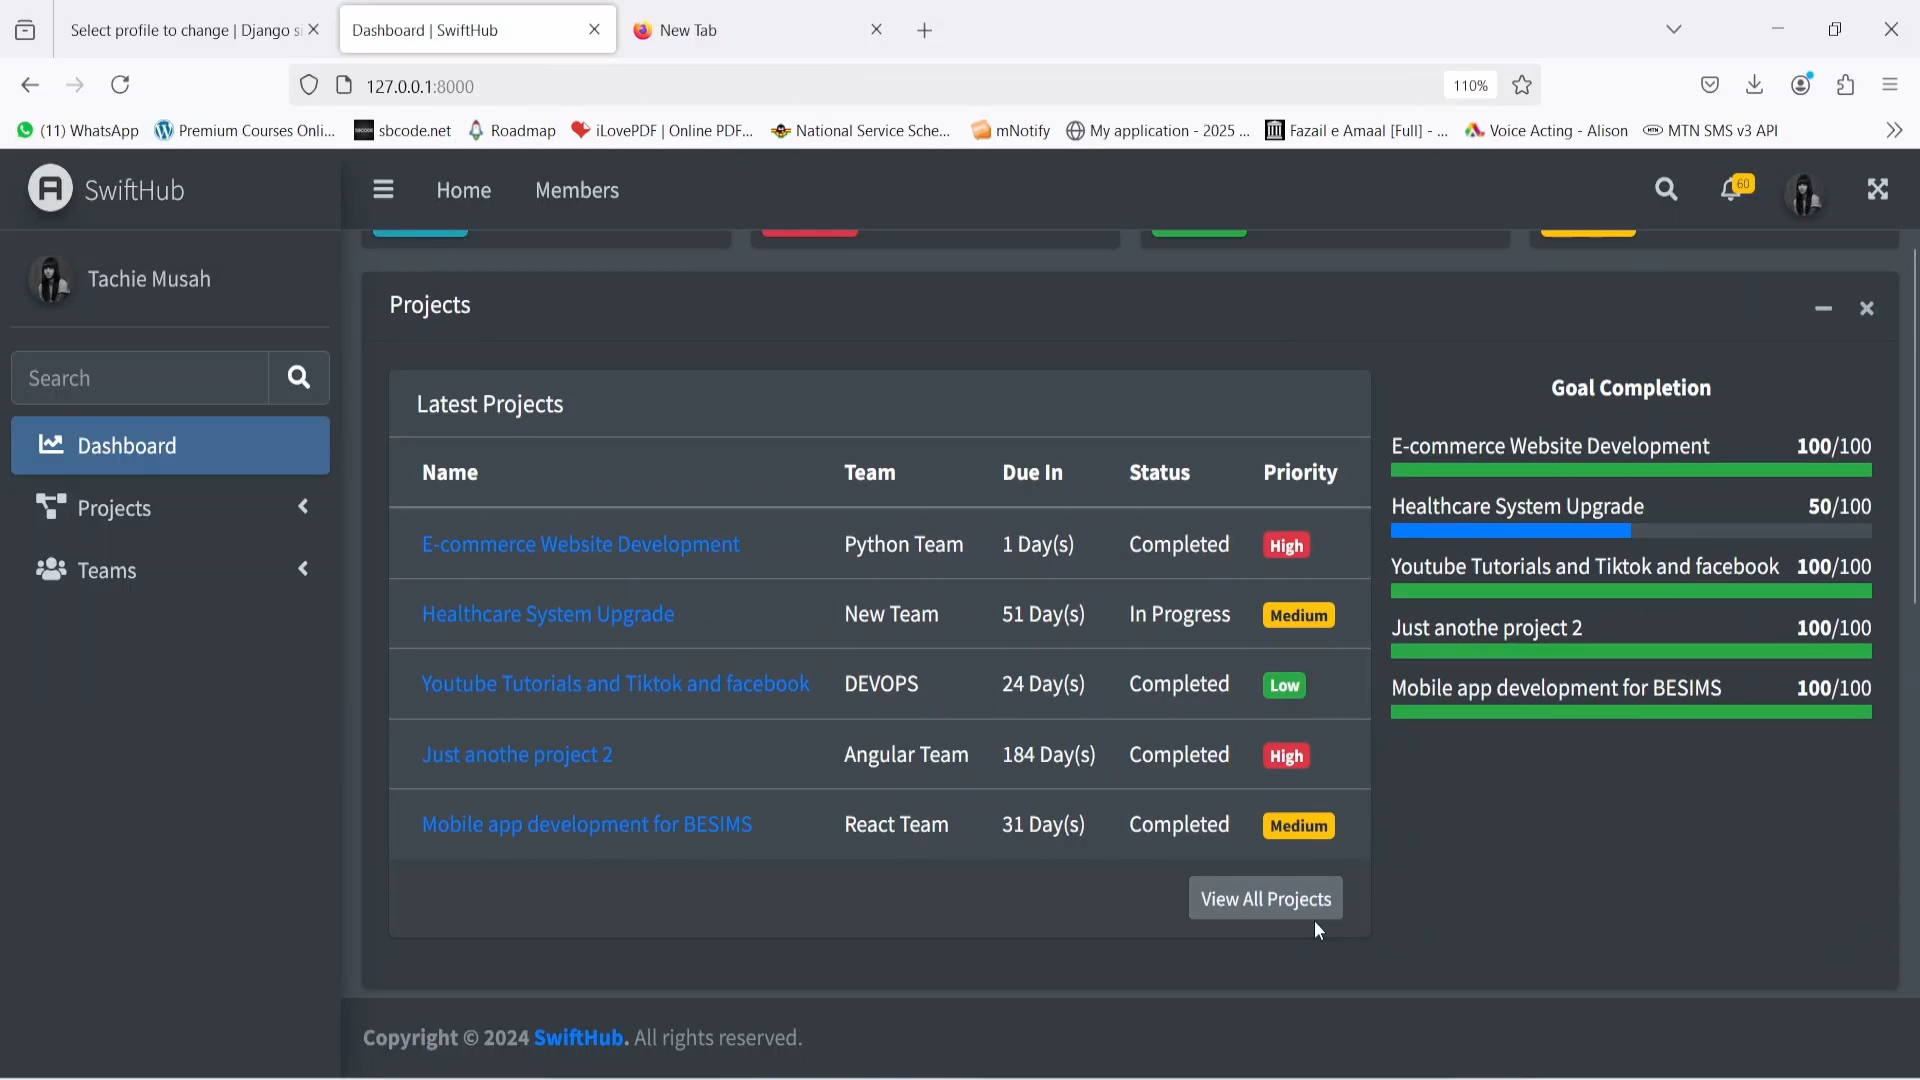 Select profile to change | Django si
Dashboard | SwiftHub
New Tab
127.0.0.1:8000
110%
(11) WhatsApp
Premium Courses Onli...
sbcode.net
Roadmap
iLovePDF | Online PDF...
National Service Sche...
mNotify
My application - 2025 ...
Fazail e Amaal [Full] - ...
Voice Acting - Alison
MTN SMS v3 API
SwiftHub
Home
Members
60
Tachie Musah
Search
Dashboard
Projects
Teams
Projects
Latest Projects
Name Team Due In Status Priority
E-commerce Website Development Python Team 1 Day(s) Completed High
Healthcare System Upgrade New Team 51 Day(s) In Progress Medium
Youtube Tutorials and Tiktok and facebook DEVOPS 24 Day(s) Completed Low
Just anothe project 2 Angular Team 184 Day(s) Completed High
Mobile app development for BESIMS React Team 31 Day(s) Completed Medium
View All Projects
Goal Completion
E-commerce Website Development 100/100
Healthcare System Upgrade 50/100
Youtube Tutorials and Tiktok and facebook 100/100
Just anothe project 2 100/100
Mobile app development for BESIMS 100/100
Copyright © 2024 SwiftHub. All rights reserved.